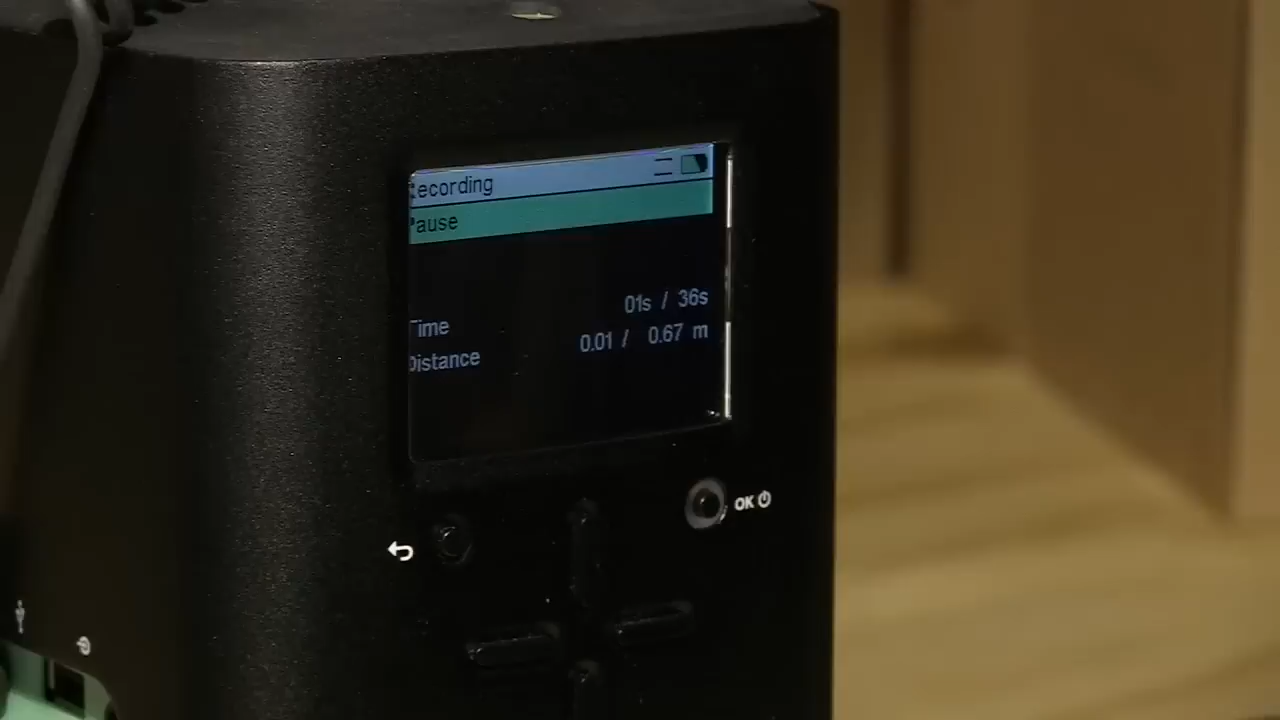 Recording
Pause
01s / 36s
Time
0.01 / 0.67 m
Distance
OK